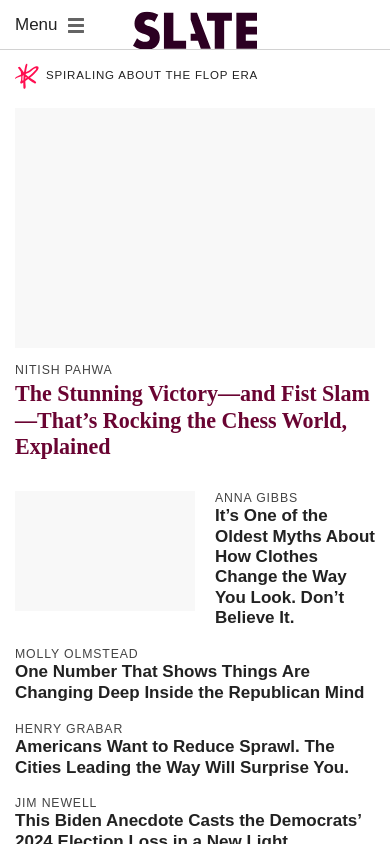 Menu
SLATE
SPIRALING ABOUT THE FLOP ERA
NITISH PAHWA
The Stunning Victory—and Fist Slam
—That’s Rocking the Chess World,
Explained
ANNA GIBBS
It’s One of the
Oldest Myths About
How Clothes
Change the Way
You Look. Don’t
Believe It.
MOLLY OLMSTEAD
One Number That Shows Things Are
Changing Deep Inside the Republican Mind
HENRY GRABAR
Americans Want to Reduce Sprawl. The
Cities Leading the Way Will Surprise You.
JIM NEWELL
This Biden Anecdote Casts the Democrats’
2024 Election Loss in a New Light